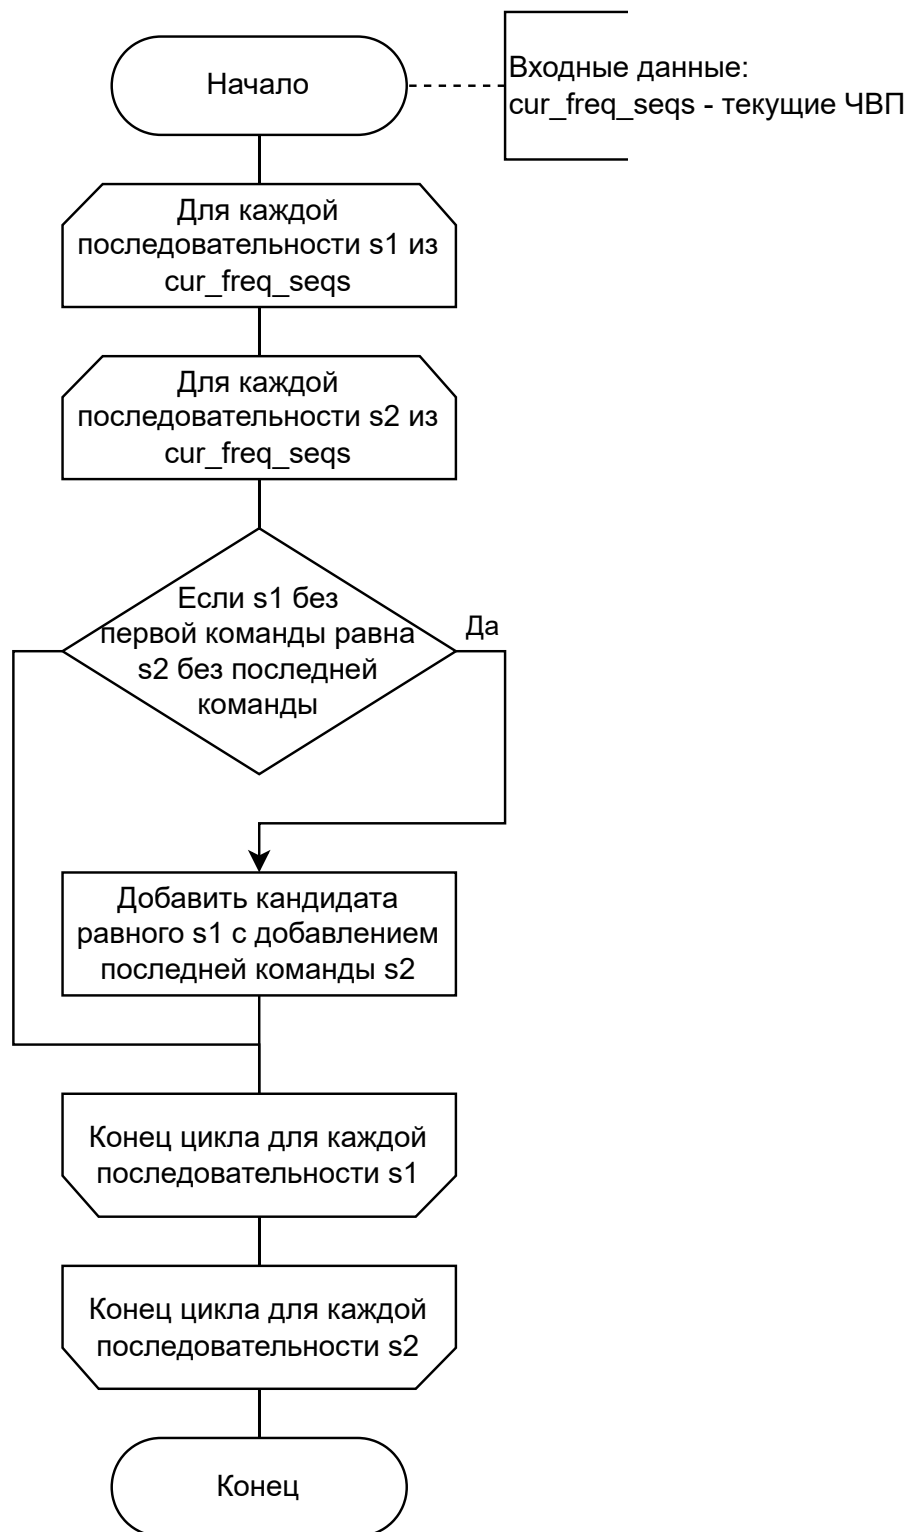 Начало
Входные данные:
cur_freq_seqs - текущие ЧВП
Для каждой
последовательности s1 из
cur_freq_seqs
Для каждой
последовательности s2 из
cur_freq_seqs
Если s1 без
первой команды равна
s2 без последней
команды
Да
Добавить кандидата
равного s1 с добавлением
последней команды s2
Конец цикла для каждой
последовательности s1
Конец цикла для каждой
последовательности s2
Конец